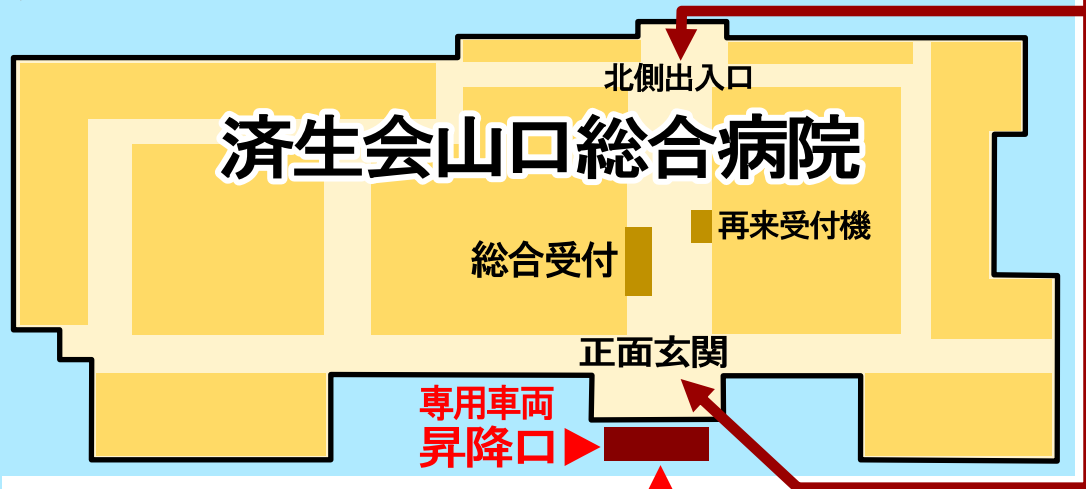 北側出入口
済生会山口総合病院
再来受付機
総合受付
正面玄関
専用車両
昇降口